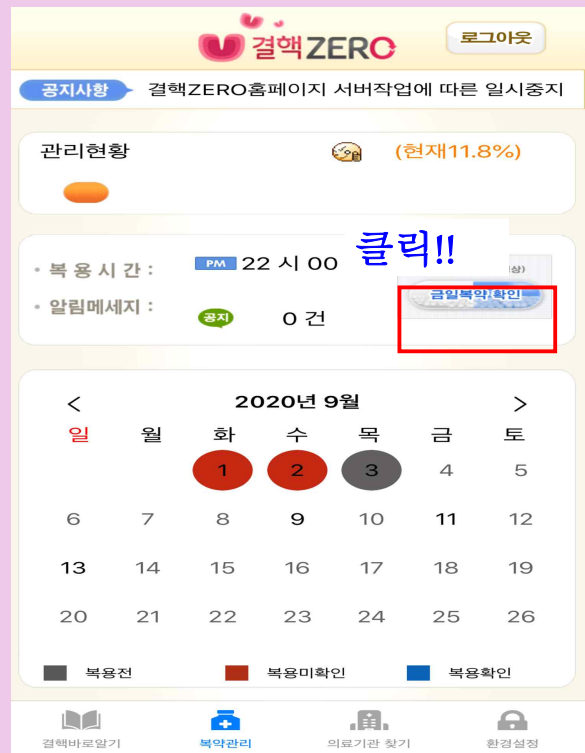 결핵ZERO
로그아웃
공지사항 결핵ZERO홈페이지 서버작업에 따른 일시중지
관리현황 (현재11.8%)
클릭!!
• 복 용 시 간 : PM 22 시 00
상)
금일복약 확인
• 알림메세지 : 공지 0 건
< 2020년 9월 >
일 월 화 수 목 금 토
1 2 3 4 5
6 7 8 9 10 11 12
13 14 15 16 17 18 19
20 21 22 23 24 25 26
복용전 복용미확인 복용확인
결핵바로알기 복약관리 의료기관 찾기 환경설정